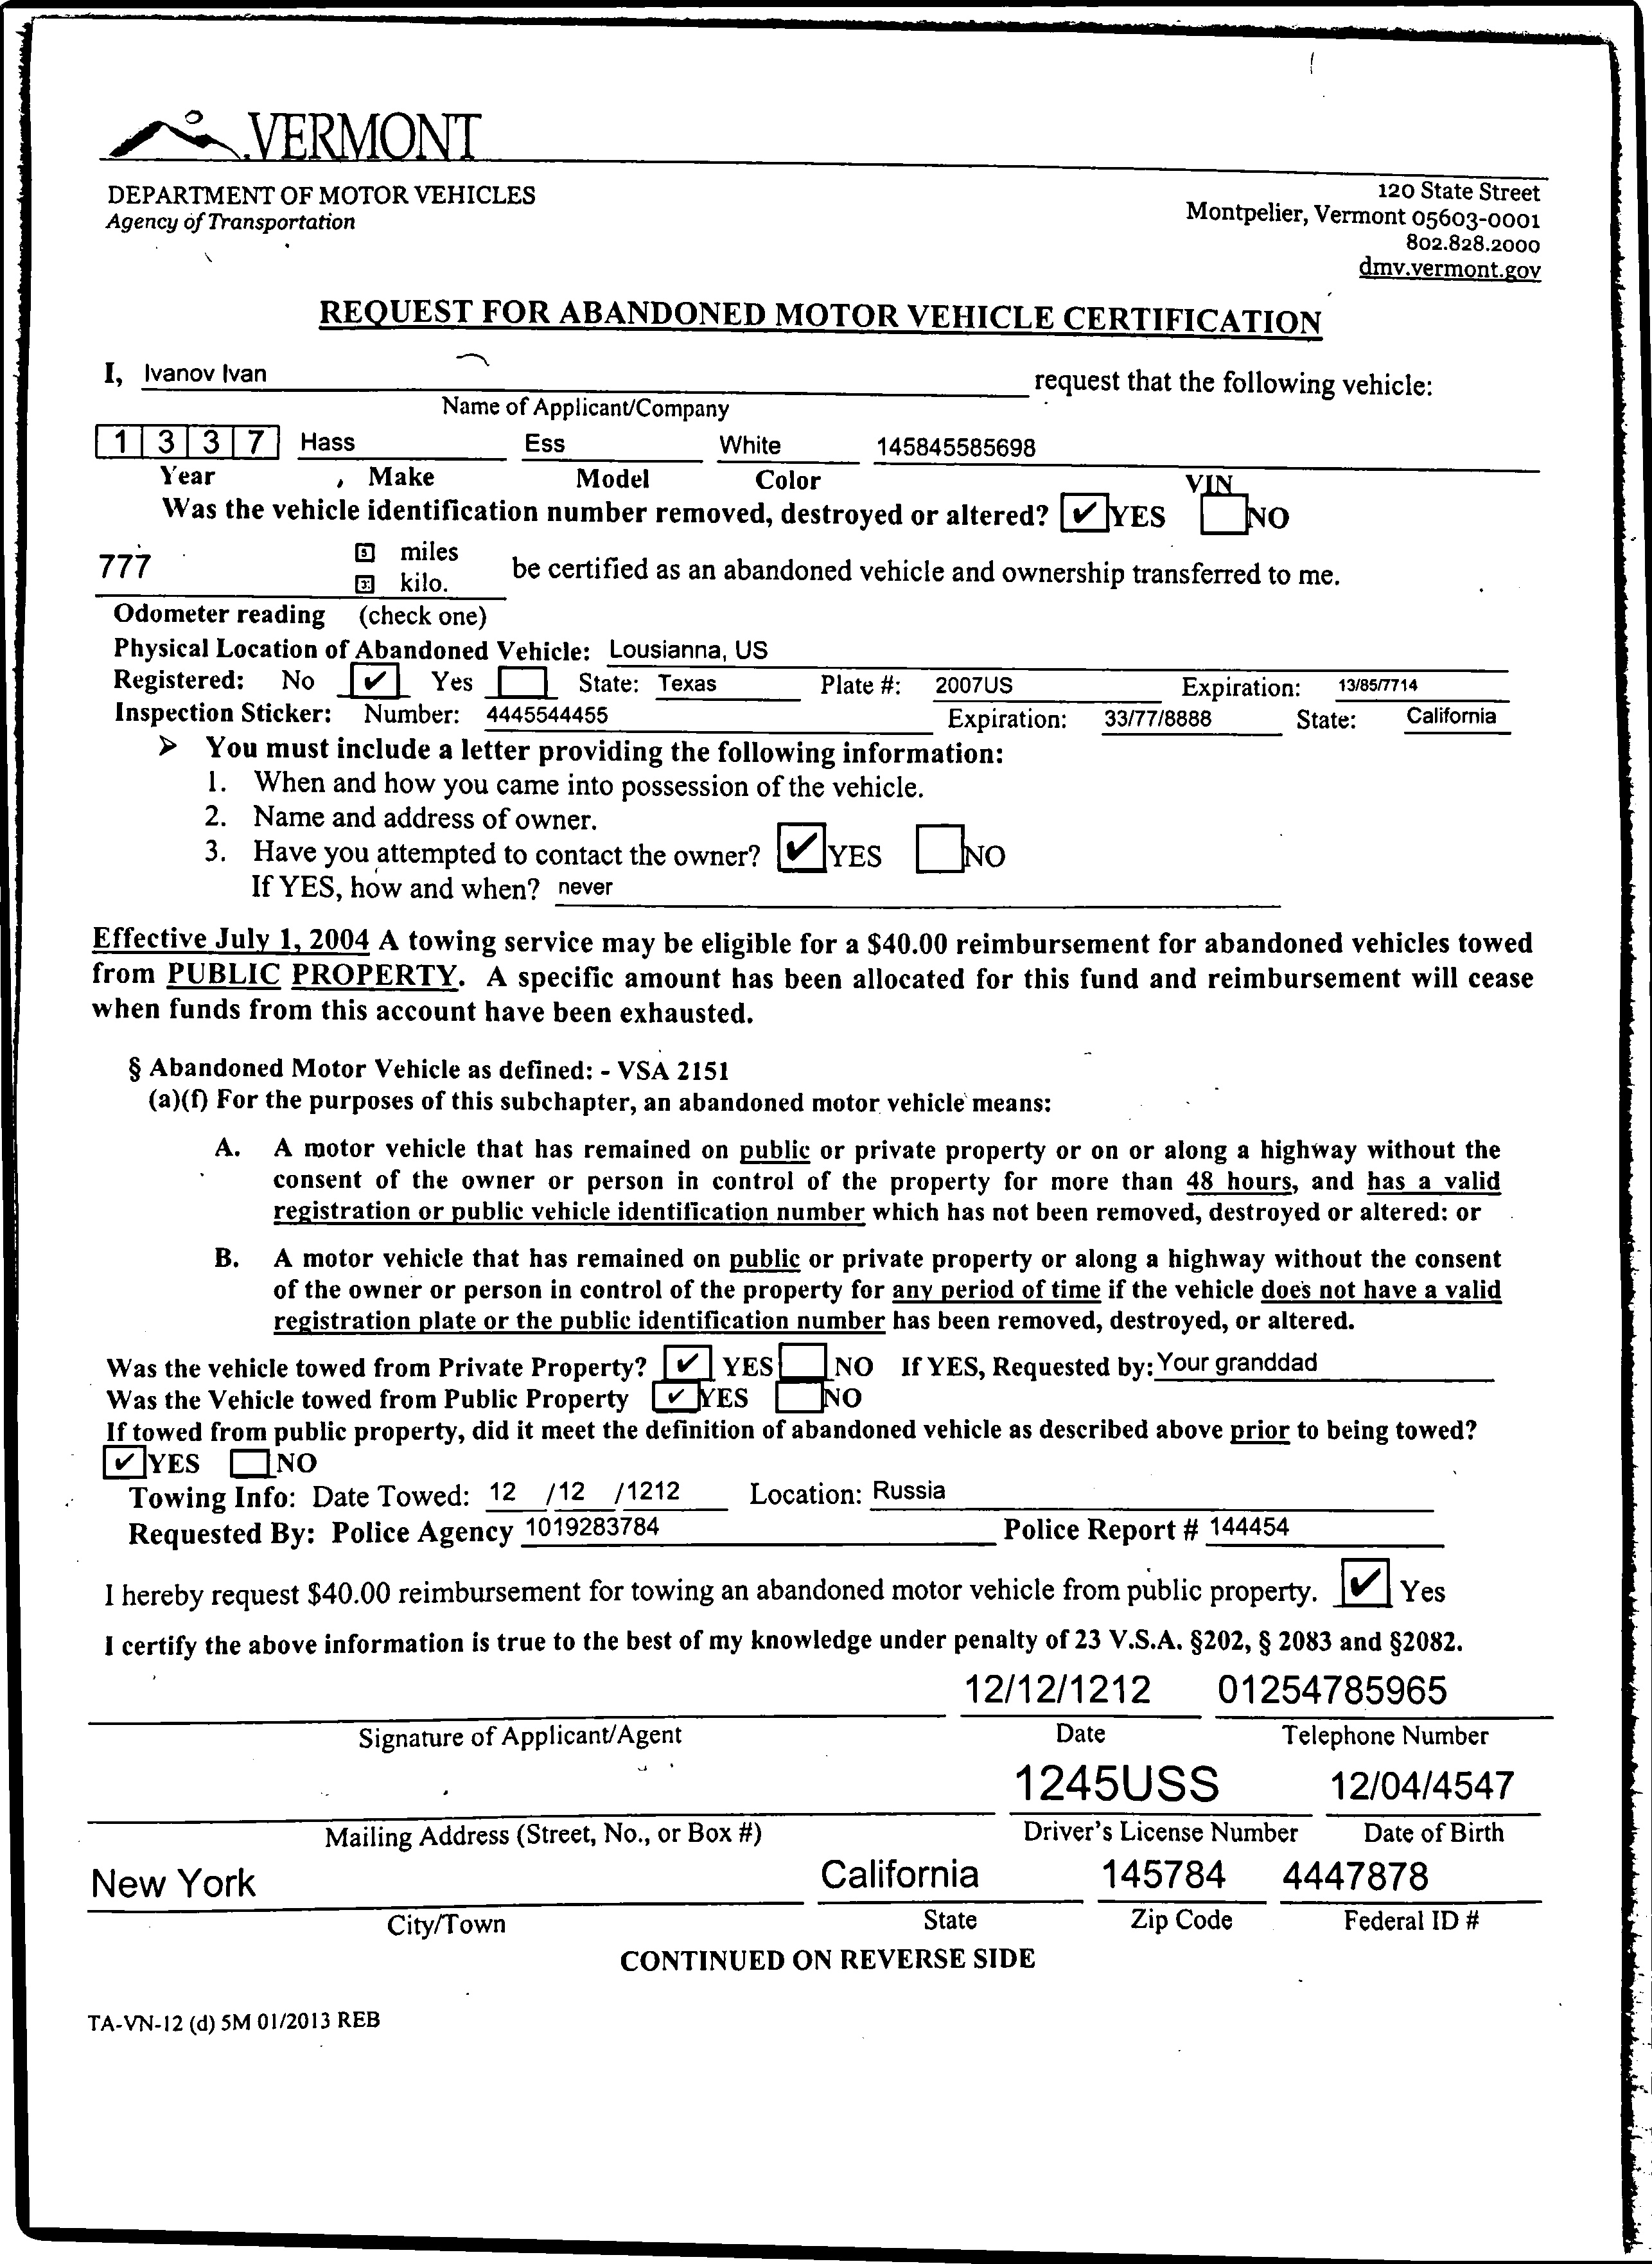 VERMONT
DEPARTMENT OF MOTOR VEHICLES
Agency of Transportation
120 State Street
Montpelier, Vermont 05603-0001
802.828.2000
dmv.vermont.gov
REQUEST FOR ABANDONED MOTOR VEHICLE CERTIFICATION
I, Ivanov Ivan request that the following vehicle:
Name of Applicant/Company
1 3 3 7 Hass Ess White 145845585698
Year Make Model Color VIN
Was the vehicle identification number removed, destroyed or altered? ✔ YES NO
777 miles
kilo. be certified as an abandoned vehicle and ownership transferred to me.
Odometer reading (check one)
Physical Location of Abandoned Vehicle: Lousianna, US
Registered: No ✔ Yes State: Texas Plate #: 2007US Expiration: 13/85/7714
Inspection Sticker: Number: 4445544455 Expiration: 33/77/8888 State: California
➢ You must include a letter providing the following information:
1. When and how you came into possession of the vehicle.
2. Name and address of owner.
3. Have you attempted to contact the owner? ✔ YES NO
If YES, how and when? never
Effective July 1, 2004 A towing service may be eligible for a $40.00 reimbursement for abandoned vehicles towed
from PUBLIC PROPERTY. A specific amount has been allocated for this fund and reimbursement will cease
when funds from this account have been exhausted.
§ Abandoned Motor Vehicle as defined: - VSA 2151
(a)(f) For the purposes of this subchapter, an abandoned motor vehicle means:
A. A motor vehicle that has remained on public or private property or on or along a highway without the
consent of the owner or person in control of the property for more than 48 hours, and has a valid
registration or public vehicle identification number which has not been removed, destroyed or altered: or
B. A motor vehicle that has remained on public or private property or along a highway without the consent
of the owner or person in control of the property for any period of time if the vehicle does not have a valid
registration plate or the public identification number has been removed, destroyed, or altered.
Was the vehicle towed from Private Property? ✔ YES NO If YES, Requested by: Your granddad
Was the Vehicle towed from Public Property ✔ YES NO
If towed from public property, did it meet the definition of abandoned vehicle as described above prior to being towed?
✔ YES NO
Towing Info: Date Towed: 12 /12 /1212 Location: Russia
Requested By: Police Agency 1019283784 Police Report # 144454
I hereby request $40.00 reimbursement for towing an abandoned motor vehicle from public property. ✔ Yes
I certify the above information is true to the best of my knowledge under penalty of 23 V.S.A. §202, § 2083 and §2082.
12/12/1212 01254785965
Signature of Applicant/Agent Date Telephone Number
1245USS 12/04/4547
Mailing Address (Street, No., or Box #) Driver's License Number Date of Birth
New York California 145784 4447878
City/Town State Zip Code Federal ID #
CONTINUED ON REVERSE SIDE
TA-VN-12 (d) 5M 01/2013 REB